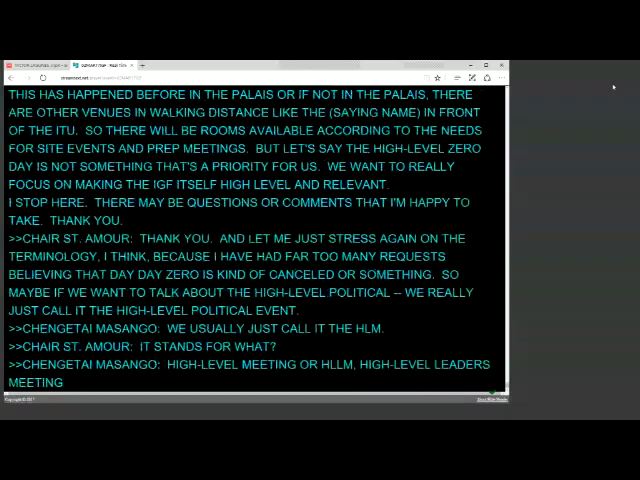 THIS HAS HAPPENED BEFORE IN THE PALAIS OR IF NOT IN THE PALAIS, THERE
ARE OTHER VENUES IN WALKING DISTANCE LIKE THE (SAYING NAME) IN FRONT
OF THE ITU.  SO THERE WILL BE ROOMS AVAILABLE ACCORDING TO THE NEEDS
FOR SITE EVENTS AND PREP MEETINGS.  BUT LET'S SAY THE HIGH-LEVEL ZERO
DAY IS NOT SOMETHING THAT'S A PRIORITY FOR US.  WE WANT TO REALLY
FOCUS ON MAKING THE IGF ITSELF HIGH LEVEL AND RELEVANT.
I STOP HERE.  THERE MAY BE QUESTIONS OR COMMENTS THAT I'M HAPPY TO
TAKE.  THANK YOU.
>>CHAIR ST. AMOUR:  THANK YOU.  AND LET ME JUST STRESS AGAIN ON THE
TERMINOLOGY, I THINK, BECAUSE I HAVE HAD FAR TOO MANY REQUESTS
BELIEVING THAT DAY DAY ZERO IS KIND OF CANCELED OR SOMETHING.  SO
MAYBE IF WE WANT TO TALK ABOUT THE HIGH-LEVEL POLITICAL -- WE REALLY
JUST CALL IT THE HIGH-LEVEL POLITICAL EVENT.
>>CHENGETAI MASANGO:  WE USUALLY JUST CALL IT THE HLM.
>>CHAIR ST. AMOUR:  IT STANDS FOR WHAT?
>>CHENGETAI MASANGO:  HIGH-LEVEL MEETING OR HLLM, HIGH-LEVEL LEADERS
MEETING